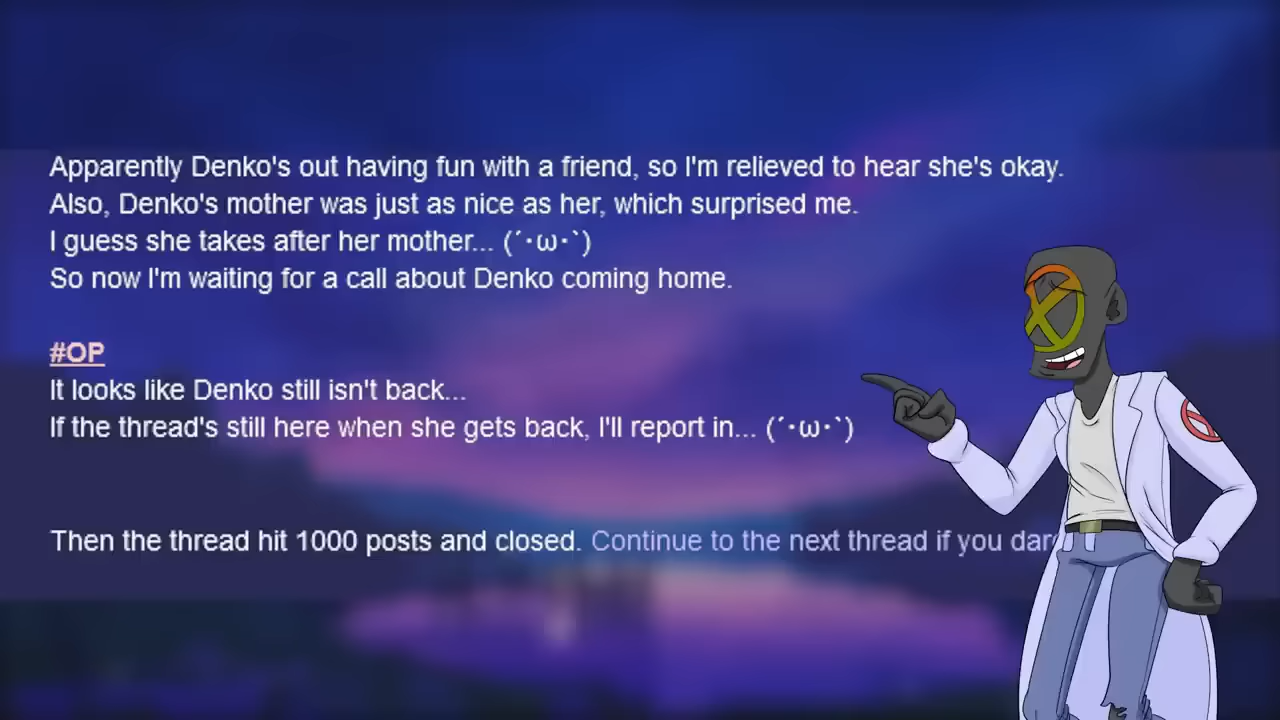 Apparently Denko's out having fun with a friend, so I'm relieved to hear she's okay.
Also, Denko's mother was just as nice as her, which surprised me.
I guess she takes after her mother... (´･ω･`)
So now I'm waiting for a call about Denko coming home.
#OP
It looks like Denko still isn't back...
If the thread's still here when she gets back, I'll report in... (´･ω･`)
Then the thread hit 1000 posts and closed. Continue to the next thread if you